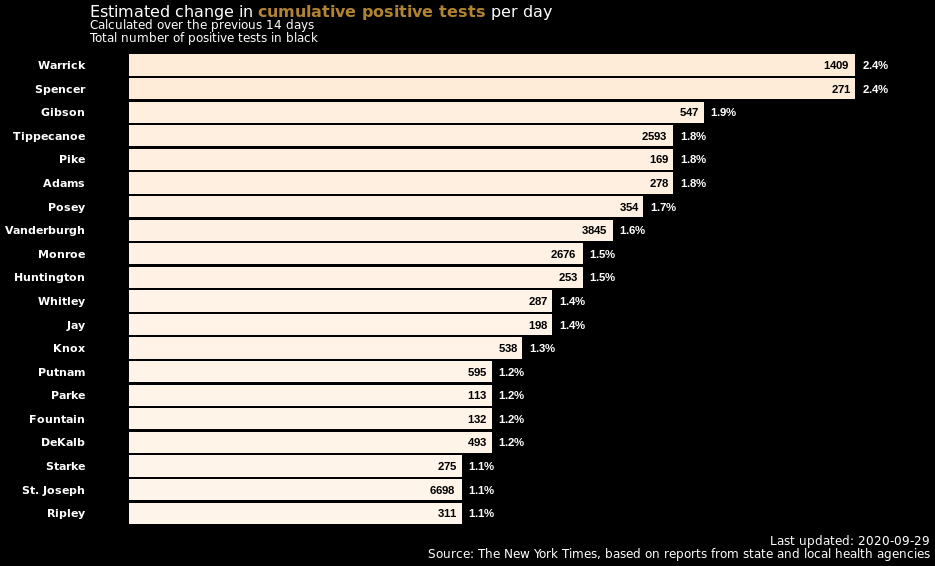 Estimated change in cumulative positive tests per day
Calculated over the previous 14 days
Total number of positive tests in black
Warrick 1409 2.4%
Spencer 271 2.4%
Gibson 547 1.9%
Tippecanoe 2593 1.8%
Pike 169 1.8%
Adams 278 1.8%
Posey 354 1.7%
Vanderburgh 3845 1.6%
Monroe 2676 1.5%
Huntington 253 1.5%
Whitley 287 1.4%
Jay 198 1.4%
Knox 538 1.3%
Putnam 595 1.2%
Parke 113 1.2%
Fountain 132 1.2%
DeKalb 493 1.2%
Starke 275 1.1%
St. Joseph 6698 1.1%
Ripley 311 1.1%
Last updated: 2020-09-29
Source: The New York Times, based on reports from state and local health agencies